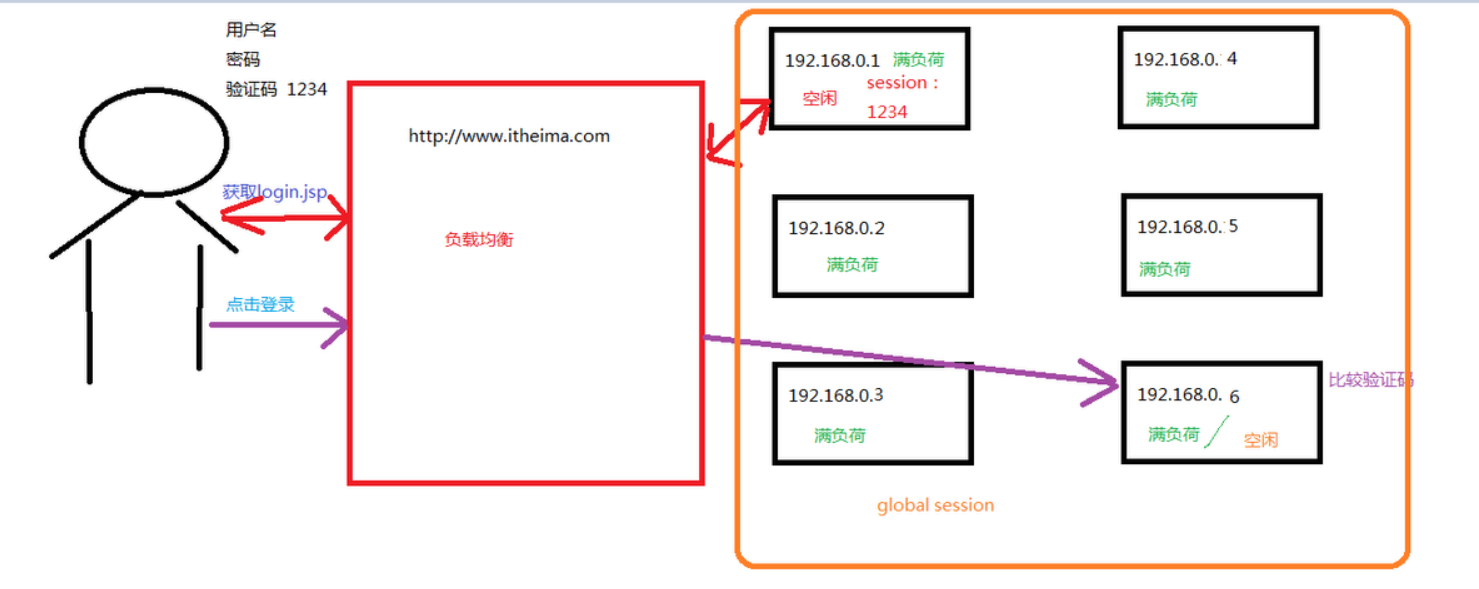 用户名
密码
验证码 1234
获取login.jsp
点击登录
http://www.itheima.com
负载均衡
192.168.0.1 满负荷
空闲
session：
1234
192.168.0. 4
满负荷
192.168.0.2
满负荷
192.168.0. 5
满负荷
192.168.0.3
满负荷
192.168.0. 6
满负荷 / 空闲
比较验证码
global session